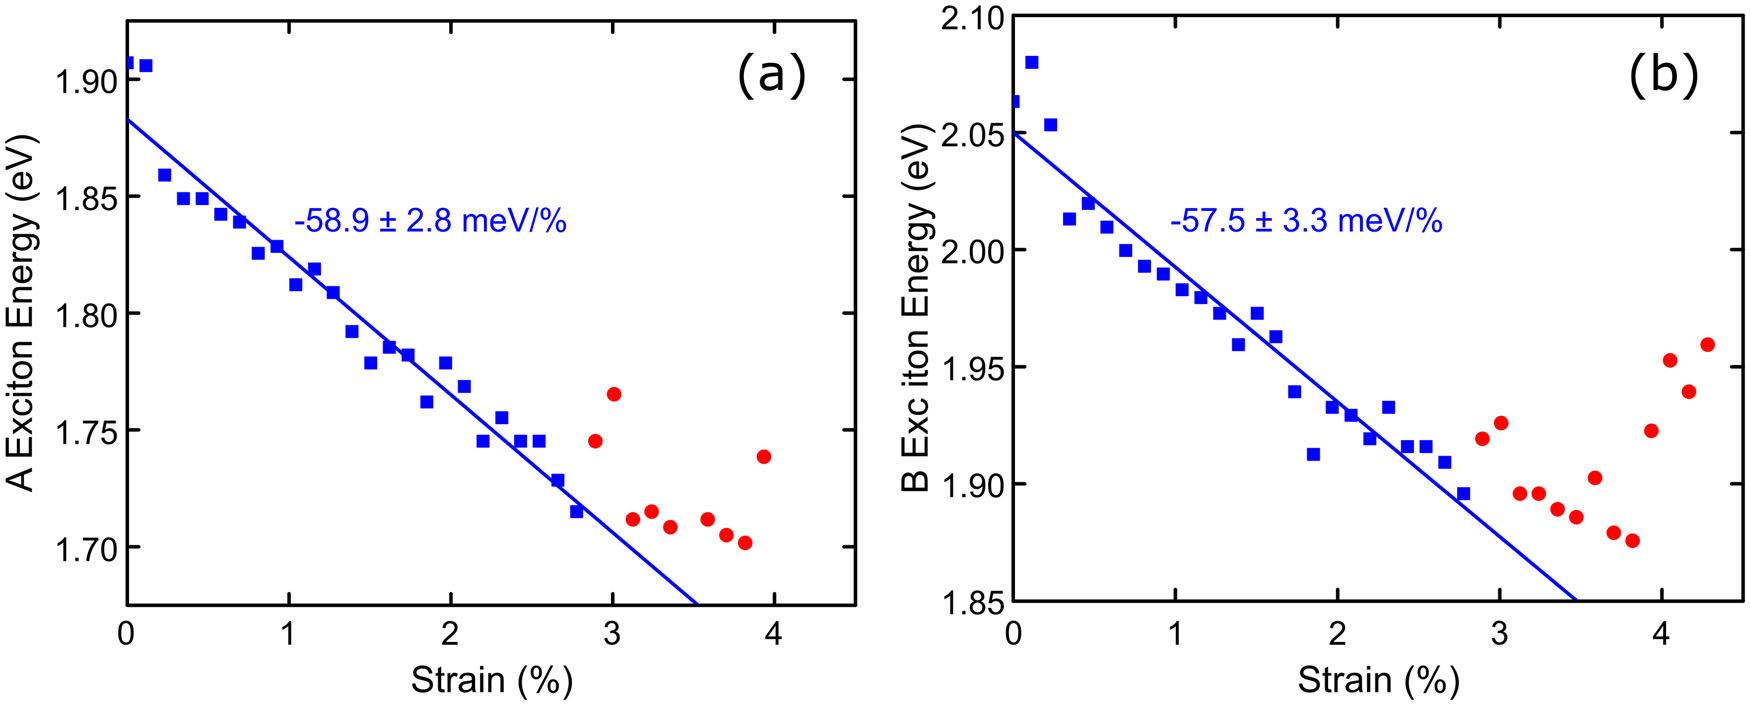 (a)
A Exciton Energy (eV)
1.90
1.85
1.80
1.75
1.70
-58.9 ± 2.8 meV/%
0 1 2 3 4
Strain (%)
(b)
B Exc iton Energy (eV)
2.10
2.05
2.00
1.95
1.90
1.85
-57.5 ± 3.3 meV/%
0 1 2 3 4
Strain (%)